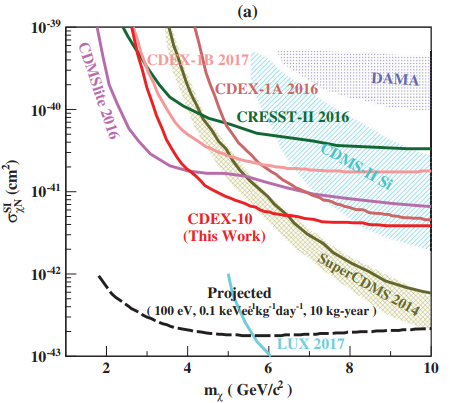 (a)
10⁻³⁹
CDEX-1B 2017
DAMA
CDMSlite 2016
CDEX-1A 2016
10⁻⁴⁰
CRESST-II 2016
CDMS-II Si
σ^SI_χN (cm²)
10⁻⁴¹
CDEX-10
(This Work)
SuperCDMS 2014
10⁻⁴²
Projected
( 100 eV, 0.1 keVee⁻¹kg⁻¹day⁻¹, 10 kg-year )
LUX 2017
10⁻⁴³
2 4 6 8 10
mχ ( GeV/c² )